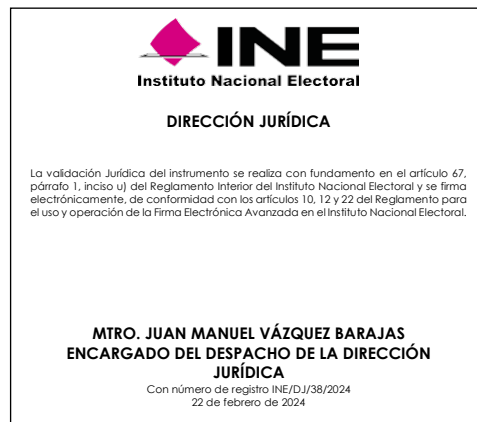 INE
Instituto Nacional Electoral
DIRECCIÓN JURÍDICA
La validación Jurídica del instrumento se realiza con fundamento en el artículo 67,
párrafo 1, inciso u) del Reglamento Interior del Instituto Nacional Electoral y se firma
electrónicamente, de conformidad con los artículos 10, 12 y 22 del Reglamento para
el uso y operación de la Firma Electrónica Avanzada en el Instituto Nacional Electoral.
MTRO. JUAN MANUEL VÁZQUEZ BARAJAS
ENCARGADO DEL DESPACHO DE LA DIRECCIÓN
JURÍDICA
Con número de registro INE/DJ/38/2024
22 de febrero de 2024